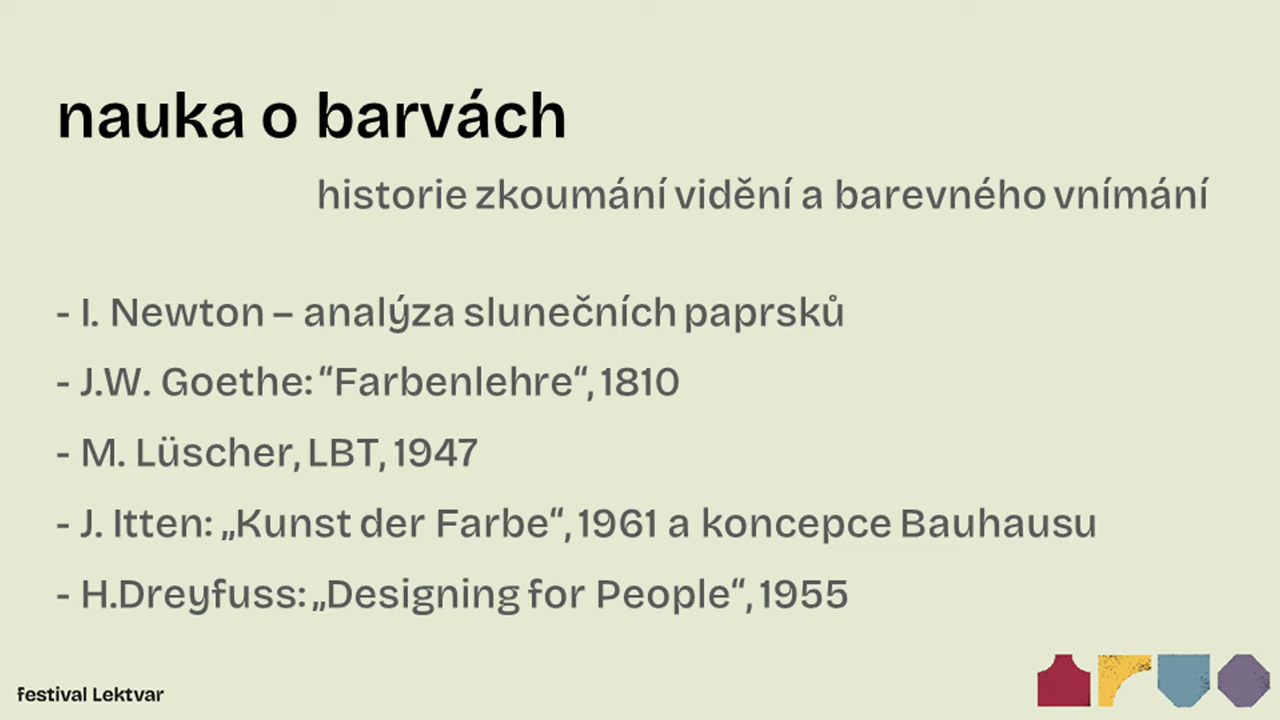 nauka o barvách
historie zkoumání vidění a barevného vnímání
- I. Newton – analýza slunečních paprsků
- J.W. Goethe: “Farbenlehre“, 1810
- M. Lüscher, LBT, 1947
- J. Itten: „Kunst der Farbe“, 1961 a koncepce Bauhausu
- H.Dreyfuss: „Designing for People“, 1955
festival Lektvar